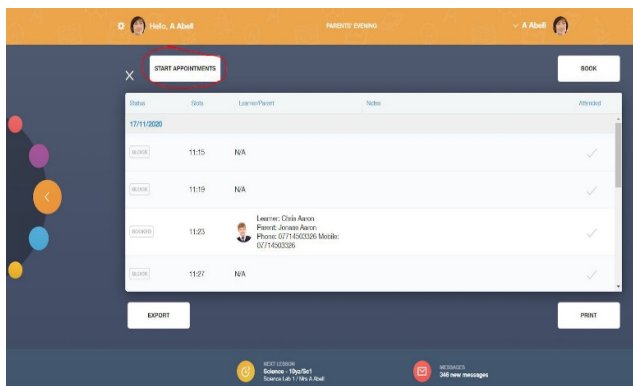 Hello, A Abell
PARENTS' EVENING
A Abell
START APPOINTMENTS
BOOK
Status Slots Learner/Parent Notes Attended
17/11/2020
BLOCK 11:15 N/A
BLOCK 11:19 N/A
BOOKED 11:23
Learner: Chris Aaron
Parent: Jonass Aaron
Phone: 07714503326 Mobile:
07714503326
BLOCK 11:27 N/A
EXPORT
PRINT
NEXT LESSON
Science - 10yz/Sc1
Science Lab 1 / Mrs A Abell
MESSAGES
346 new messages